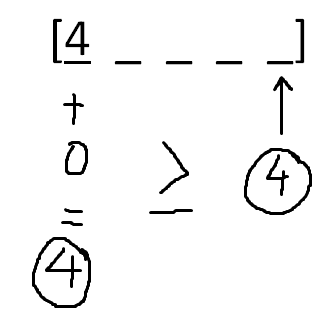 [4 _ _ _ _]
+
0 ≥ 4
=
4